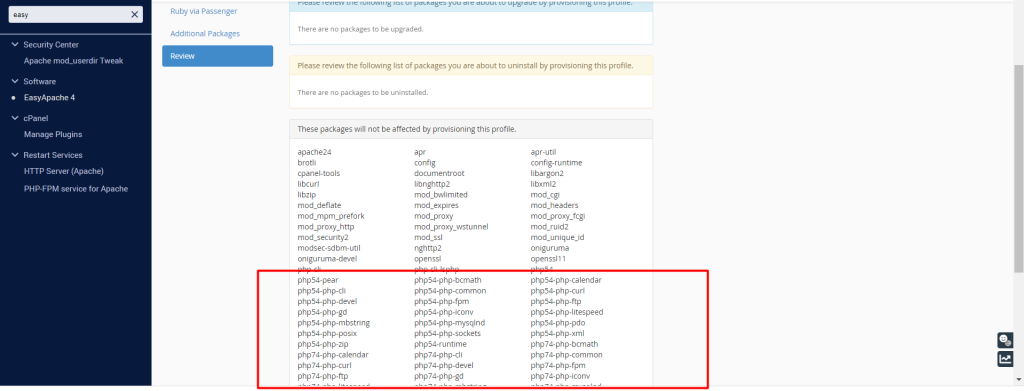 easy
Security Center
Apache mod_userdir Tweak
Software
EasyApache 4
cPanel
Manage Plugins
Restart Services
HTTP Server (Apache)
PHP-FPM service for Apache
Ruby via Passenger
Additional Packages
Review
Please review the following list of packages you are about to upgrade by provisioning this profile.
There are no packages to be upgraded.
Please review the following list of packages you are about to uninstall by provisioning this profile.
There are no packages to be uninstalled.
These packages will not be affected by provisioning this profile.
apache24 apr apr-util
brotli config config-runtime
cpanel-tools documentroot libargon2
libcurl libnghttp2 libxml2
libzip mod_bwlimited mod_cgi
mod_deflate mod_expires mod_headers
mod_mpm_prefork mod_proxy mod_proxy_fcgi
mod_proxy_http mod_proxy_wstunnel mod_ruid2
mod_security2 mod_ssl mod_unique_id
modsec-sdbm-util nghttp2 oniguruma
oniguruma-devel openssl openssl11
php-cli php-cli-lsphp php54
php54-pear php54-php-bcmath php54-php-calendar
php54-php-cli php54-php-common php54-php-curl
php54-php-devel php54-php-fpm php54-php-ftp
php54-php-gd php54-php-iconv php54-php-litespeed
php54-php-mbstring php54-php-mysqlnd php54-php-pdo
php54-php-posix php54-php-sockets php54-php-xml
php54-php-zip php54-runtime php74-php-bcmath
php74-php-calendar php74-php-cli php74-php-common
php74-php-curl php74-php-devel php74-php-fpm
php74-php-ftp php74-php-gd php74-php-iconv
php74-php-litespeed php74-php-mbstring php74-php-mysqlnd